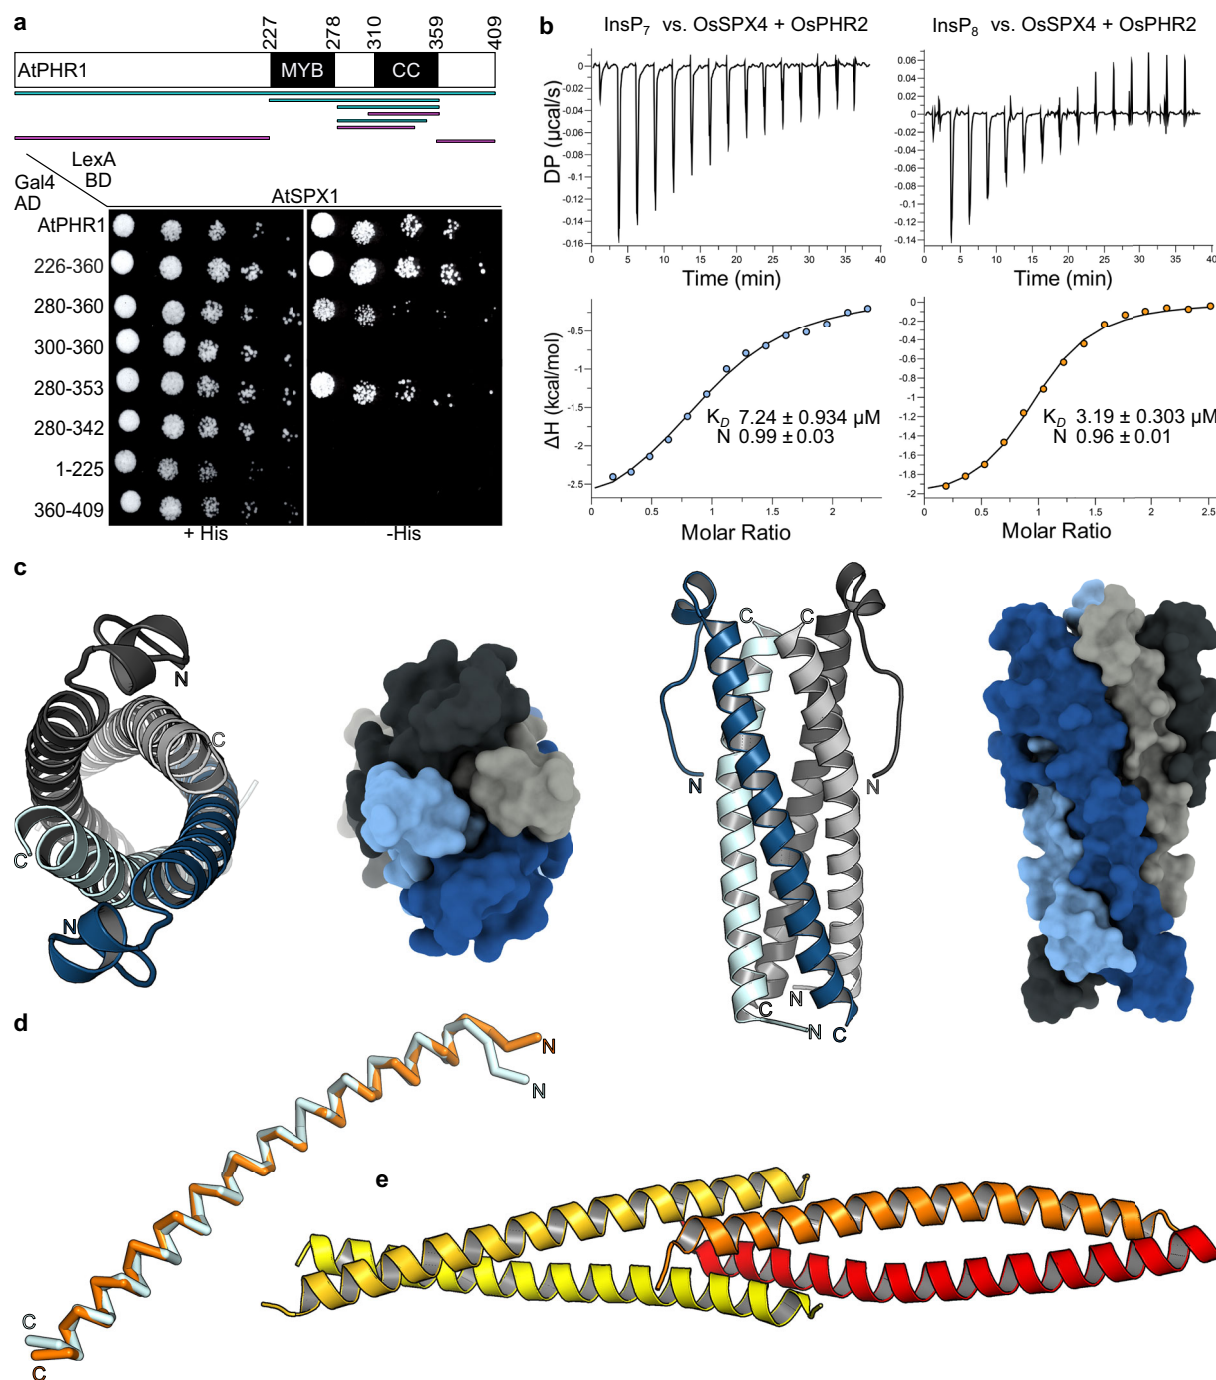 a
227 278 310 359 409
AtPHR1 MYB CC
LexA
BD
Gal4
AD
AtSPX1
AtPHR1
226-360
280-360
300-360
280-353
280-342
1-225
360-409
+ His -His
b
InsP7 vs. OsSPX4 + OsPHR2
DP (µcal/s)
0
-0.02
-0.04
-0.06
-0.08
-0.1
-0.12
-0.14
-0.16
0 5 10 15 20 25 30 35 40
Time (min)
InsP8 vs. OsSPX4 + OsPHR2
0.06
0.04
0.02
0
-0.02
-0.04
-0.06
-0.08
-0.1
-0.12
-0.14
0 5 10 15 20 25 30 35 40
Time (min)
ΔH (kcal/mol)
-0.5
-1
-1.5
-2
-2.5
KD 7.24 ± 0.934 µM
N 0.99 ± 0.03
0 0.5 1 1.5 2
Molar Ratio
0
-0.2
-0.4
-0.6
-0.8
-1
-1.2
-1.4
-1.6
-1.8
-2
KD 3.19 ± 0.303 µM
N 0.96 ± 0.01
0 0.5 1 1.5 2 2.5
Molar Ratio
c
N
C
C
N
C C
N N
N
C N C
d
N
N
C
C
e